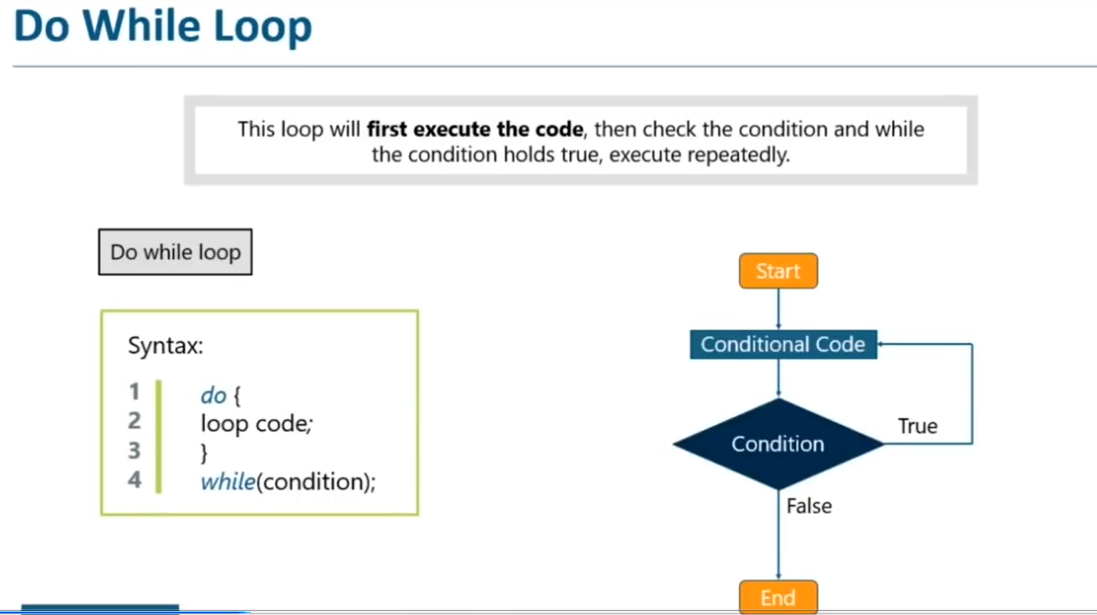 Do While Loop
This loop will first execute the code, then check the condition and while
the condition holds true, execute repeatedly.
Do while loop
Syntax:
1 do {
2 loop code;
3 }
4 while(condition);
Start
Conditional Code
Condition
True
False
End